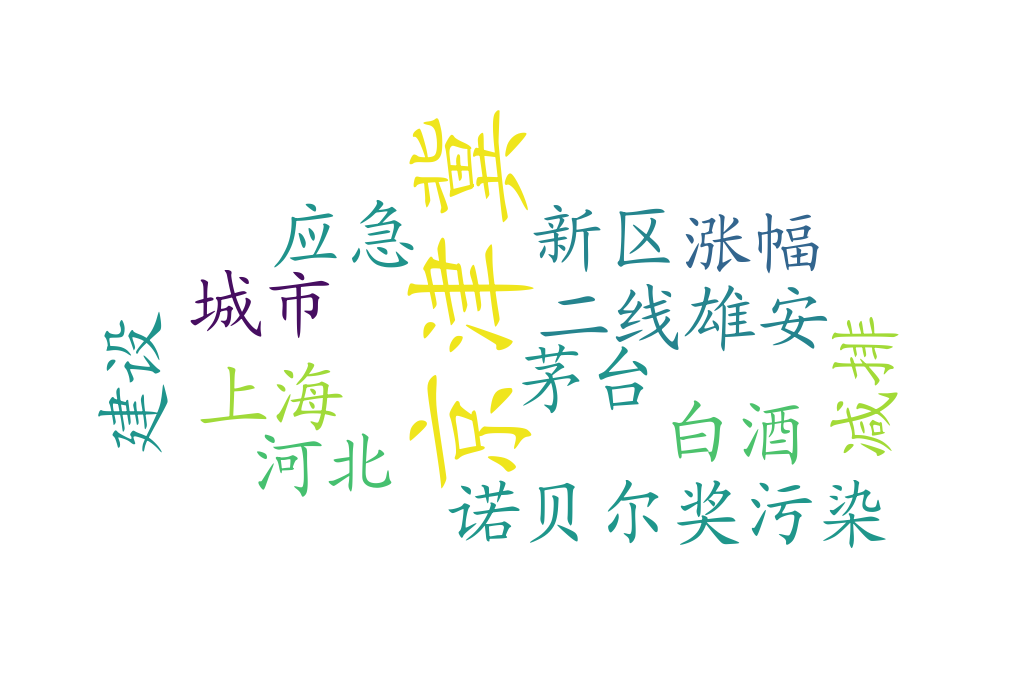 京津冀
应急
新区
涨幅
城市
二线
雄安
建设
减排
茅台
上海
白酒
河北
诺贝尔奖
污染